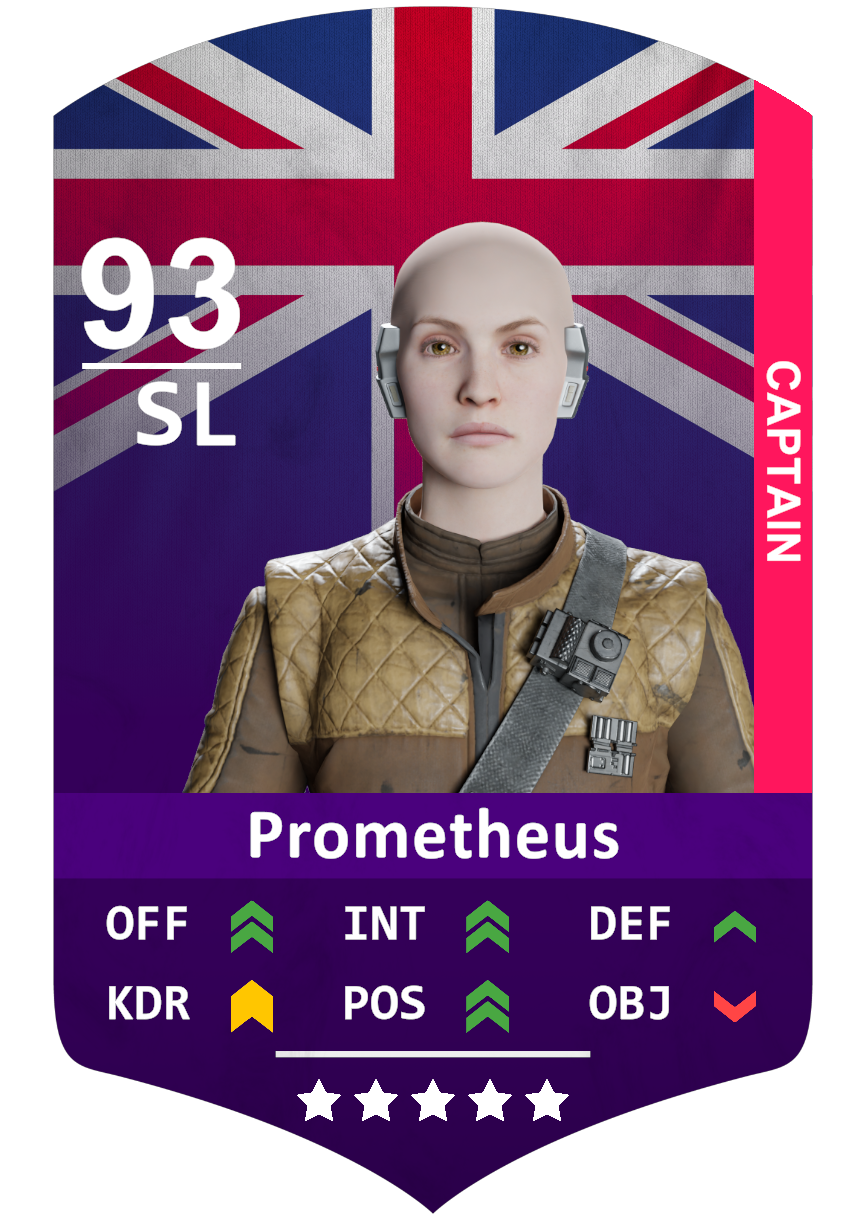 93
SL
CAPTAIN
Prometheus
OFF INT DEF
KDR POS OBJ